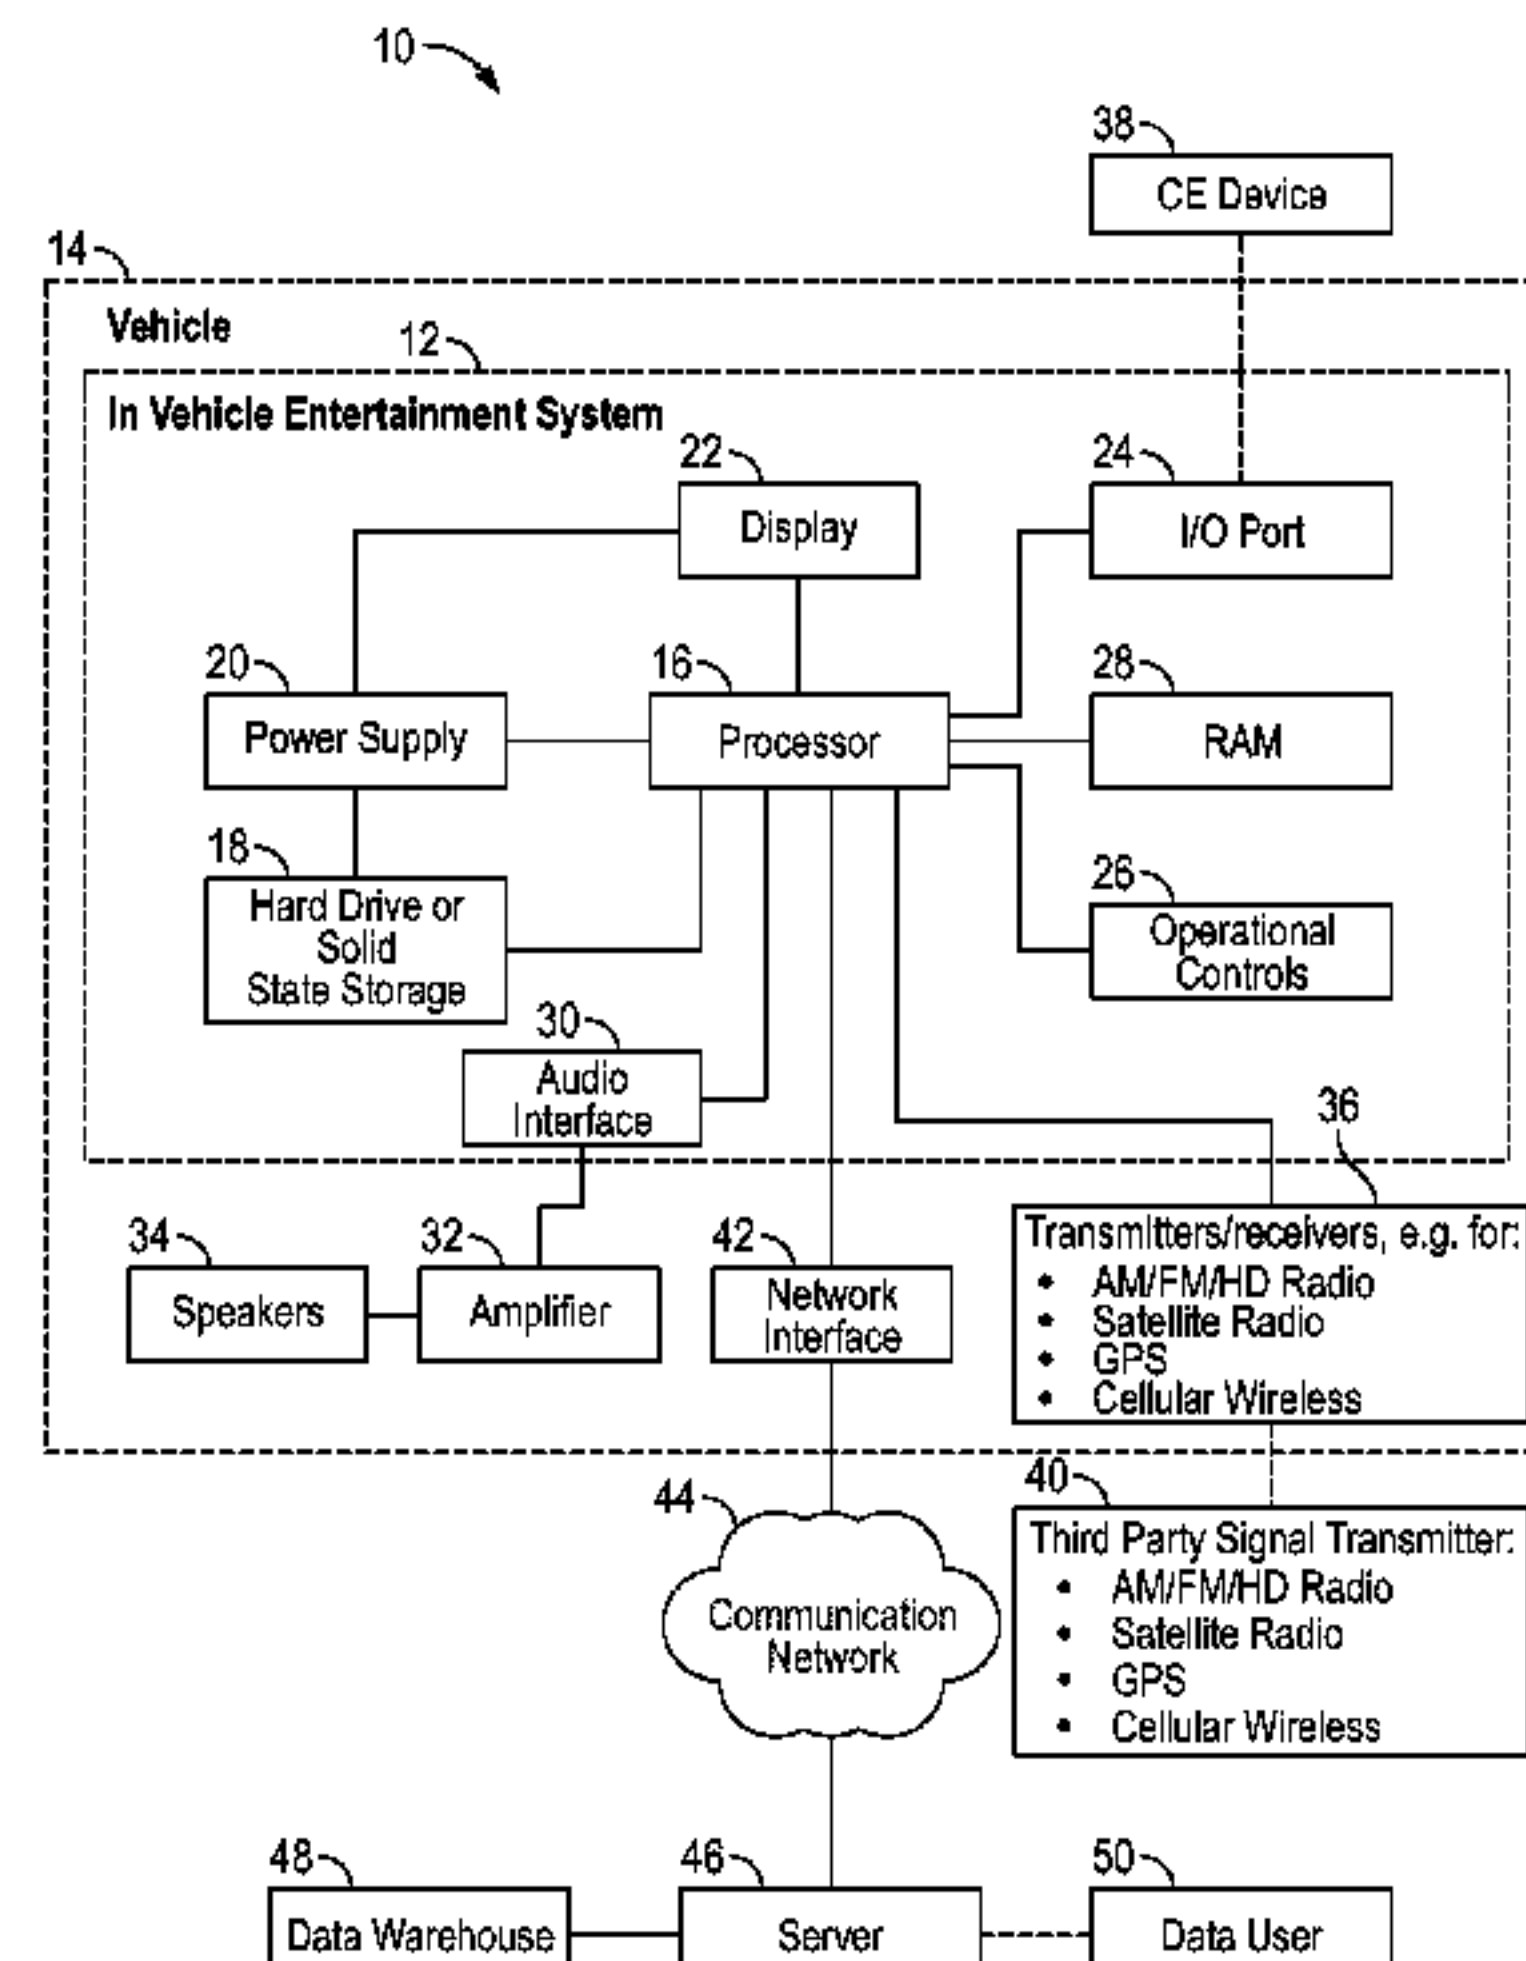 10
38
CE Device
14
Vehicle
12
In Vehicle Entertainment System
22
Display
24
I/O Port
20
Power Supply
16
Processor
28
RAM
18
Hard Drive or
Solid
State Storage
26
Operational
Controls
30
Audio
Interface
36
34
Speakers
32
Amplifier
42
Network
Interface
Transmitters/receivers, e.g. for:
• AM/FM/HD Radio
• Satellite Radio
• GPS
• Cellular Wireless
44
Communication
Network
40
Third Party Signal Transmitter:
• AM/FM/HD Radio
• Satellite Radio
• GPS
• Cellular Wireless
48
Data Warehouse
46
Server
50
Data User